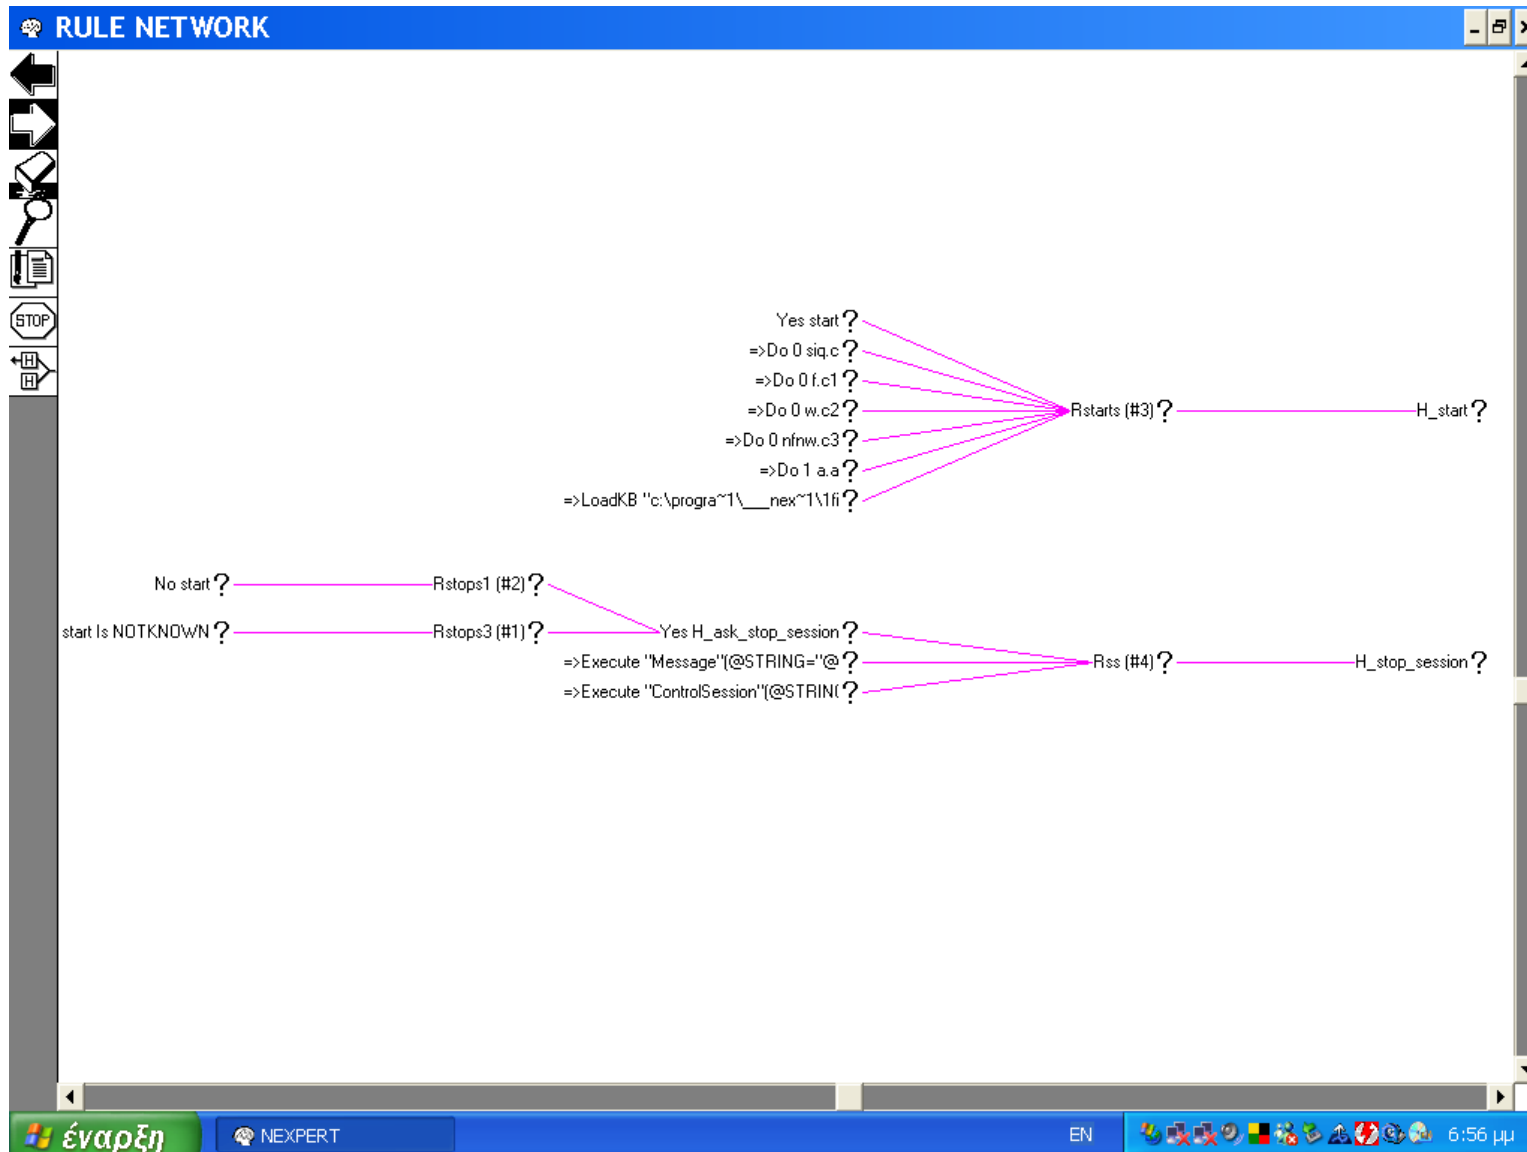 RULE NETWORK
STOP
H
H
Yes start ?
=>Do 0 siq.c ?
=>Do 0 f.c1 ?
=>Do 0 w.c2 ? Rstarts (#3) ? H_start ?
=>Do 0 nfnw.c3 ?
=>Do 1 a.a ?
=>LoadKB "c:\progra~1\___nex~1\1fi ?
No start ? Rstops1 (#2) ?
start Is NOTKNOWN ? Rstops3 (#1) ? Yes H_ask_stop_session ?
=>Execute "Message"(@STRING="@ ? Rss (#4) ? H_stop_session ?
=>Execute "ControlSession"(@STRIN( ?
έναρξη NEXPERT EN 6:56 μμ